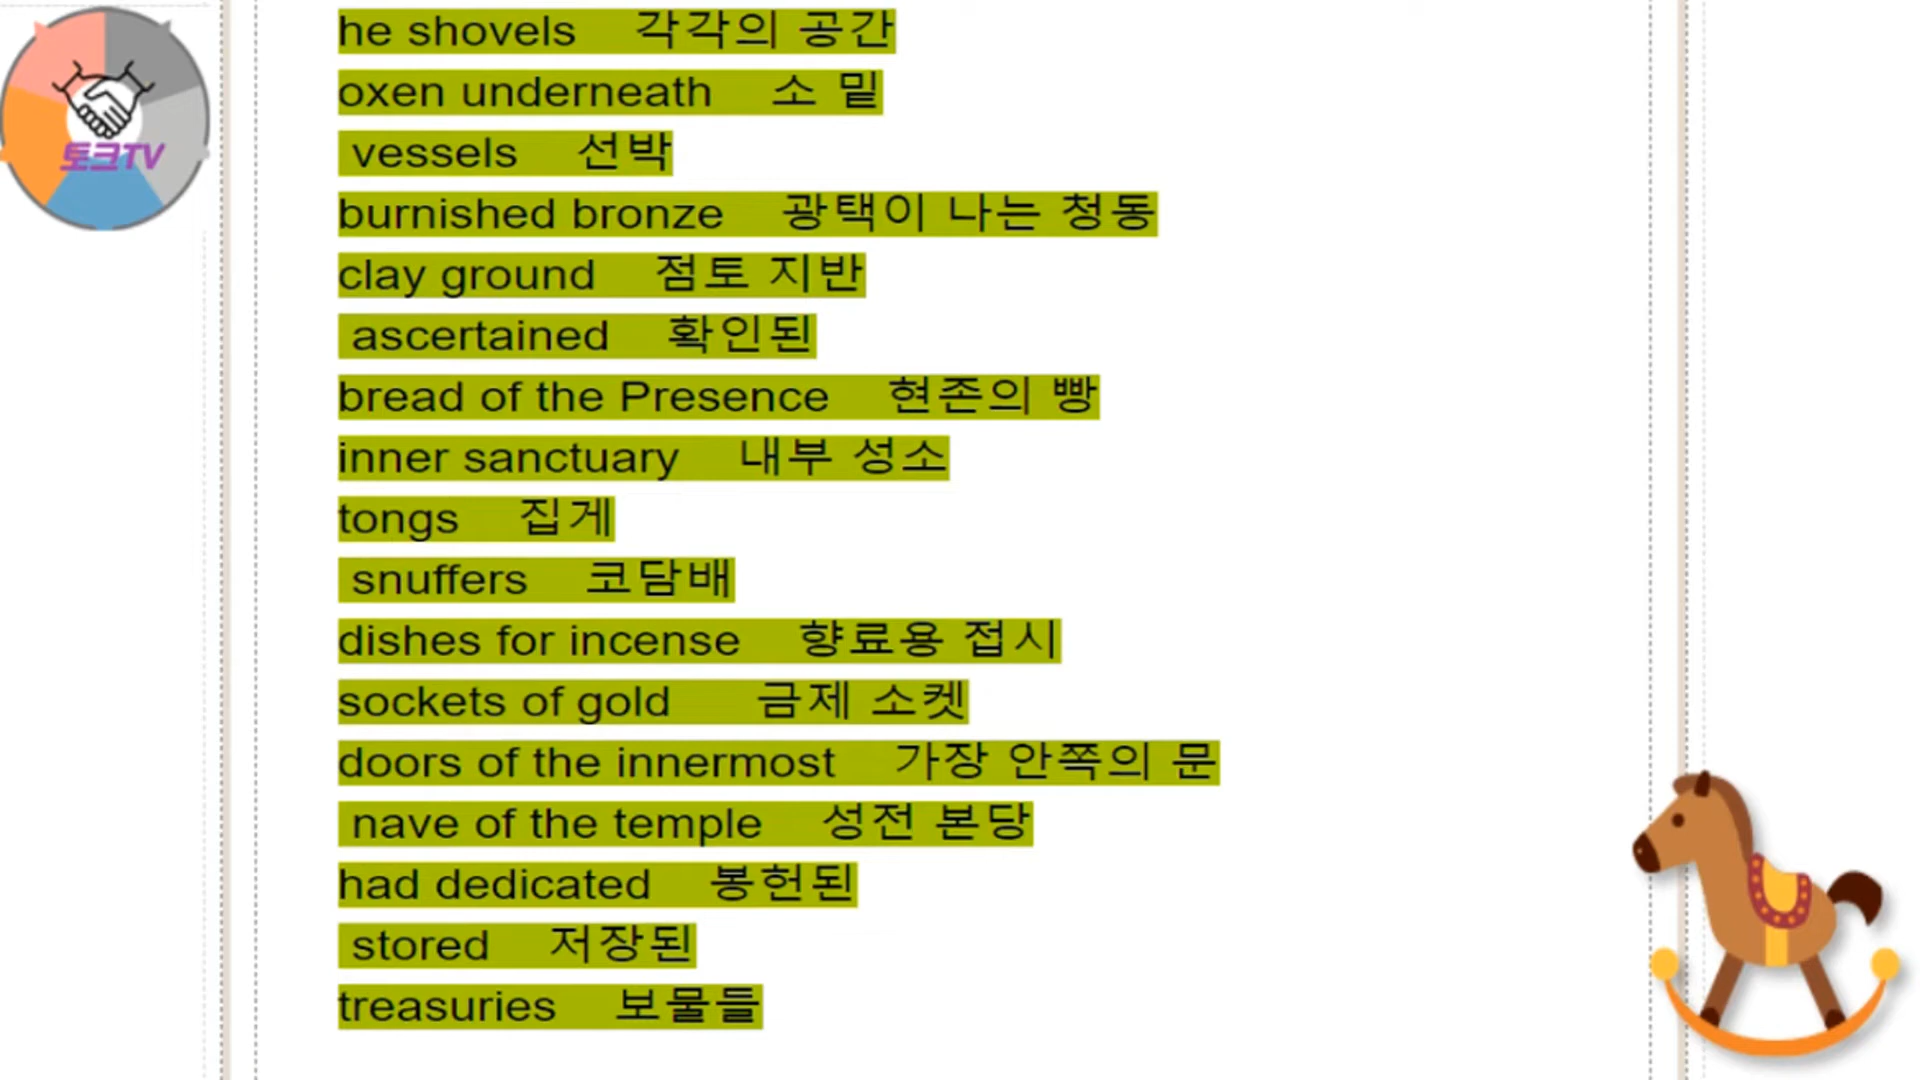 토크TV
he shovels 각각의 공간
oxen underneath 소 밑
vessels 선박
burnished bronze 광택이 나는 청동
clay ground 점토 지반
ascertained 확인된
bread of the Presence 현존의 빵
inner sanctuary 내부 성소
tongs 집게
snuffers 코담배
dishes for incense 향료용 접시
sockets of gold 금제 소켓
doors of the innermost 가장 안쪽의 문
nave of the temple 성전 본당
had dedicated 봉헌된
stored 저장된
treasuries 보물들